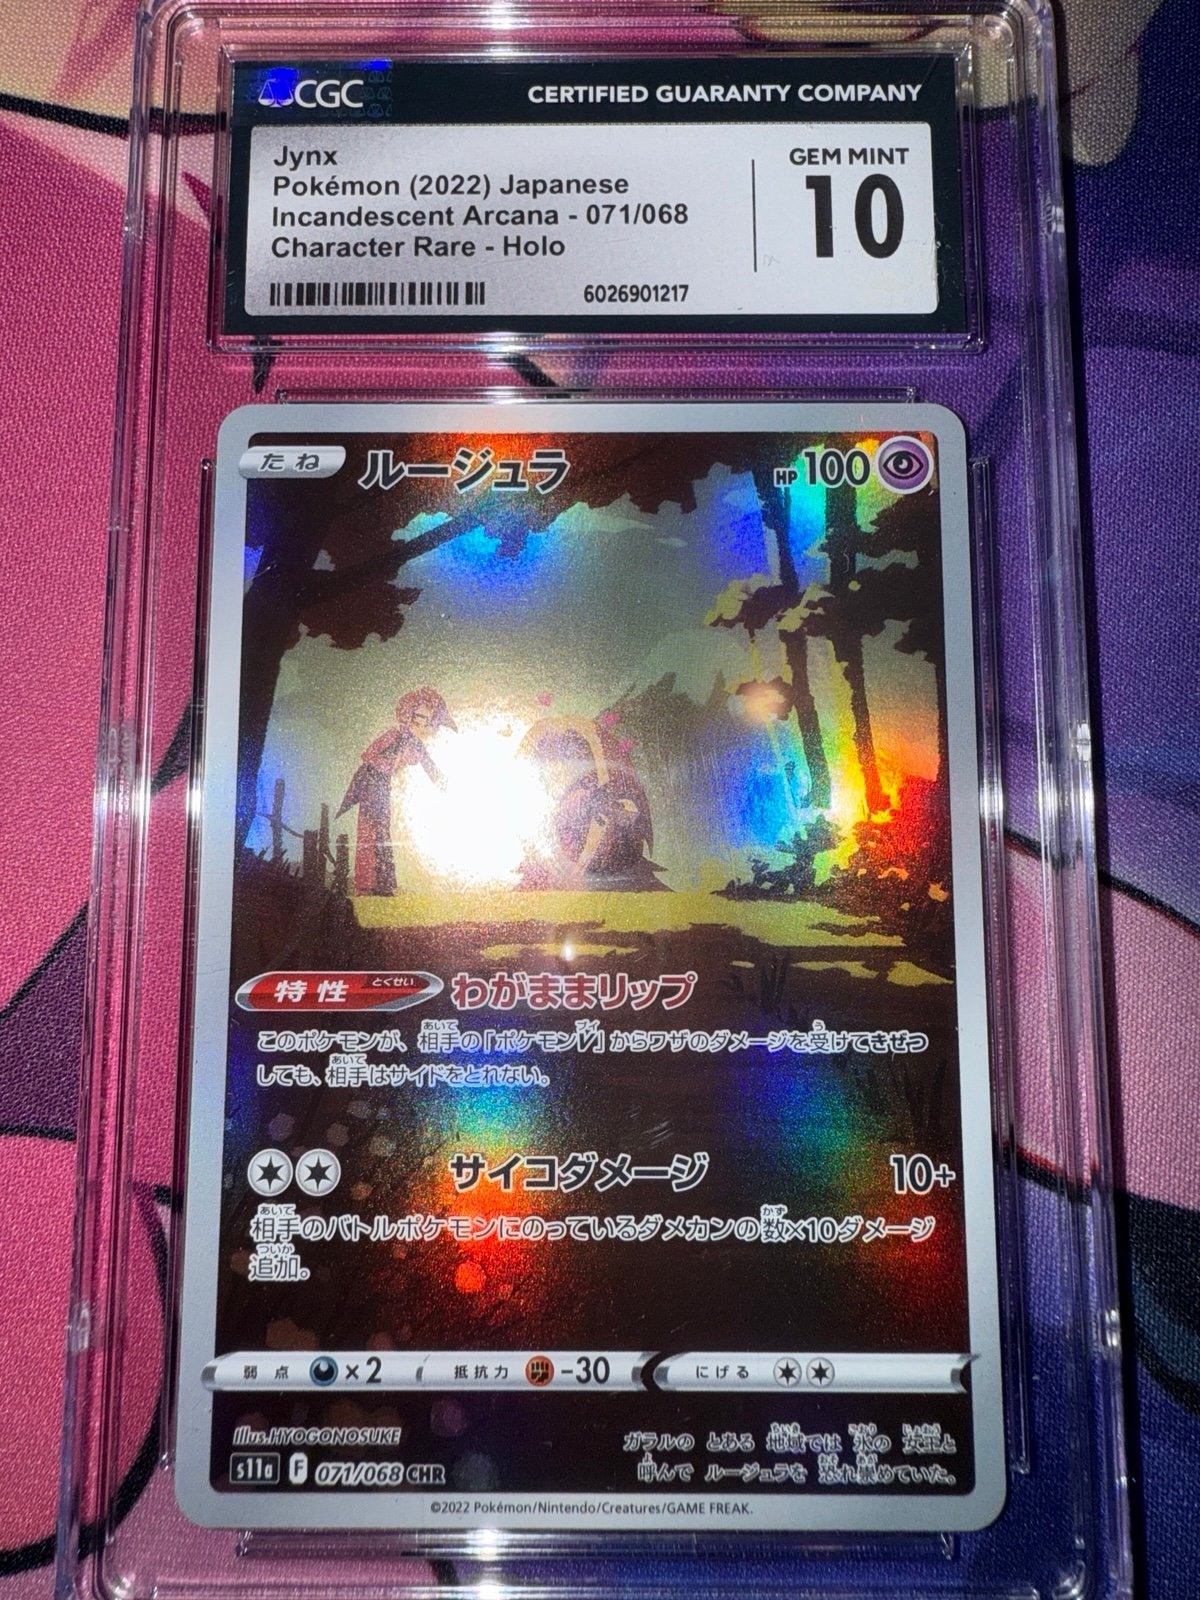 CGC
CERTIFIED GUARANTY COMPANY
Jynx
Pokémon (2022) Japanese
Incandescent Arcana - 071/068
Character Rare - Holo
GEM MINT
10
6026901217
たね
ルージュラ
HP 100
特性
とくせい
わがままリップ
このポケモンが、相手の「ポケモンV」からワザのダメージを受けてきぜつ
しても、相手はサイドをとれない。
サイコダメージ
10+
相手のバトルポケモンにのっているダメカンの数×10ダメージ
追加。
弱点 ×2
抵抗力 -30
にげる
Illus. HYOGONOSUKE
ガラルの とある 地域では 氷の 女王と
呼んで ルージュラを 恐れ崇めていた。
s11a F 071/068 CHR
©2022 Pokémon/Nintendo/Creatures/GAME FREAK.